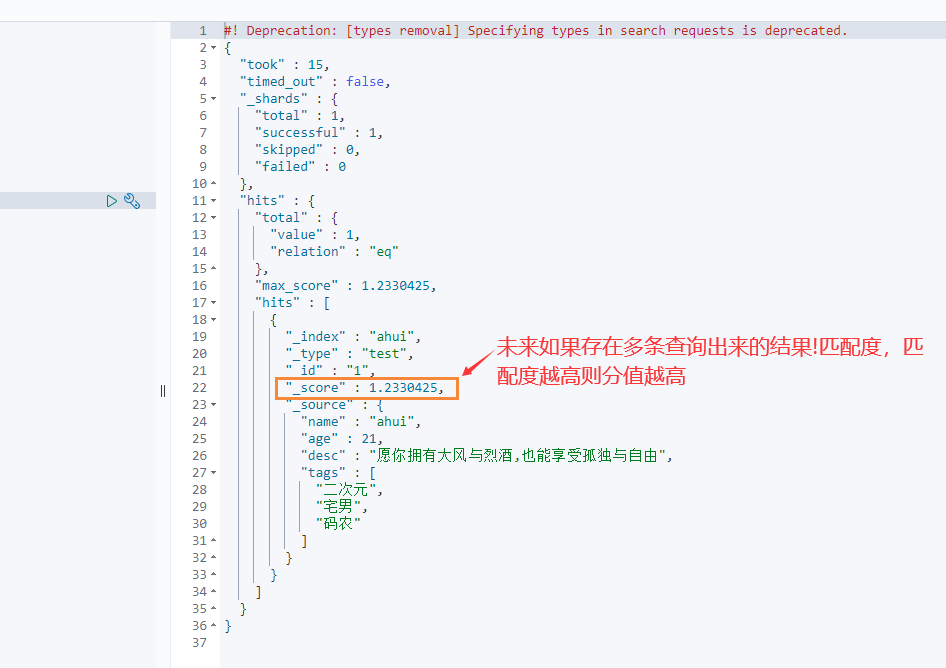 1 #! Deprecation: [types removal] Specifying types in search requests is deprecated.
2 {
3 "took" : 15,
4 "timed_out" : false,
5 "_shards" : {
6 "total" : 1,
7 "successful" : 1,
8 "skipped" : 0,
9 "failed" : 0
10 },
11 "hits" : {
12 "total" : {
13 "value" : 1,
14 "relation" : "eq"
15 },
16 "max_score" : 1.2330425,
17 "hits" : [
18 {
19 "_index" : "ahui",
20 "_type" : "test",
21 "_id" : "1",
22 "_score" : 1.2330425,
未来如果存在多条查询出来的结果!匹配度，匹
配度越高则分值越高
23 "_source" : {
24 "name" : "ahui",
25 "age" : 21,
26 "desc" : "愿你拥有大风与烈酒,也能享受孤独与自由",
27 "tags" : [
28 "二次元",
29 "宅男",
30 "码农"
31 ]
32 }
33 }
34 ]
35 }
36 }
37